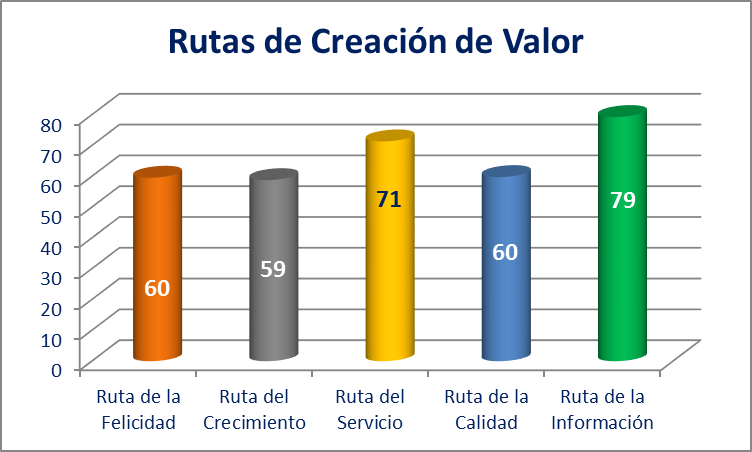 Rutas de Creación de Valor
80
70
60
50
40
30
20
10
0
60
59
71
60
79
Ruta de la
Felicidad
Ruta del
Crecimiento
Ruta del
Servicio
Ruta de la
Calidad
Ruta de la
Información